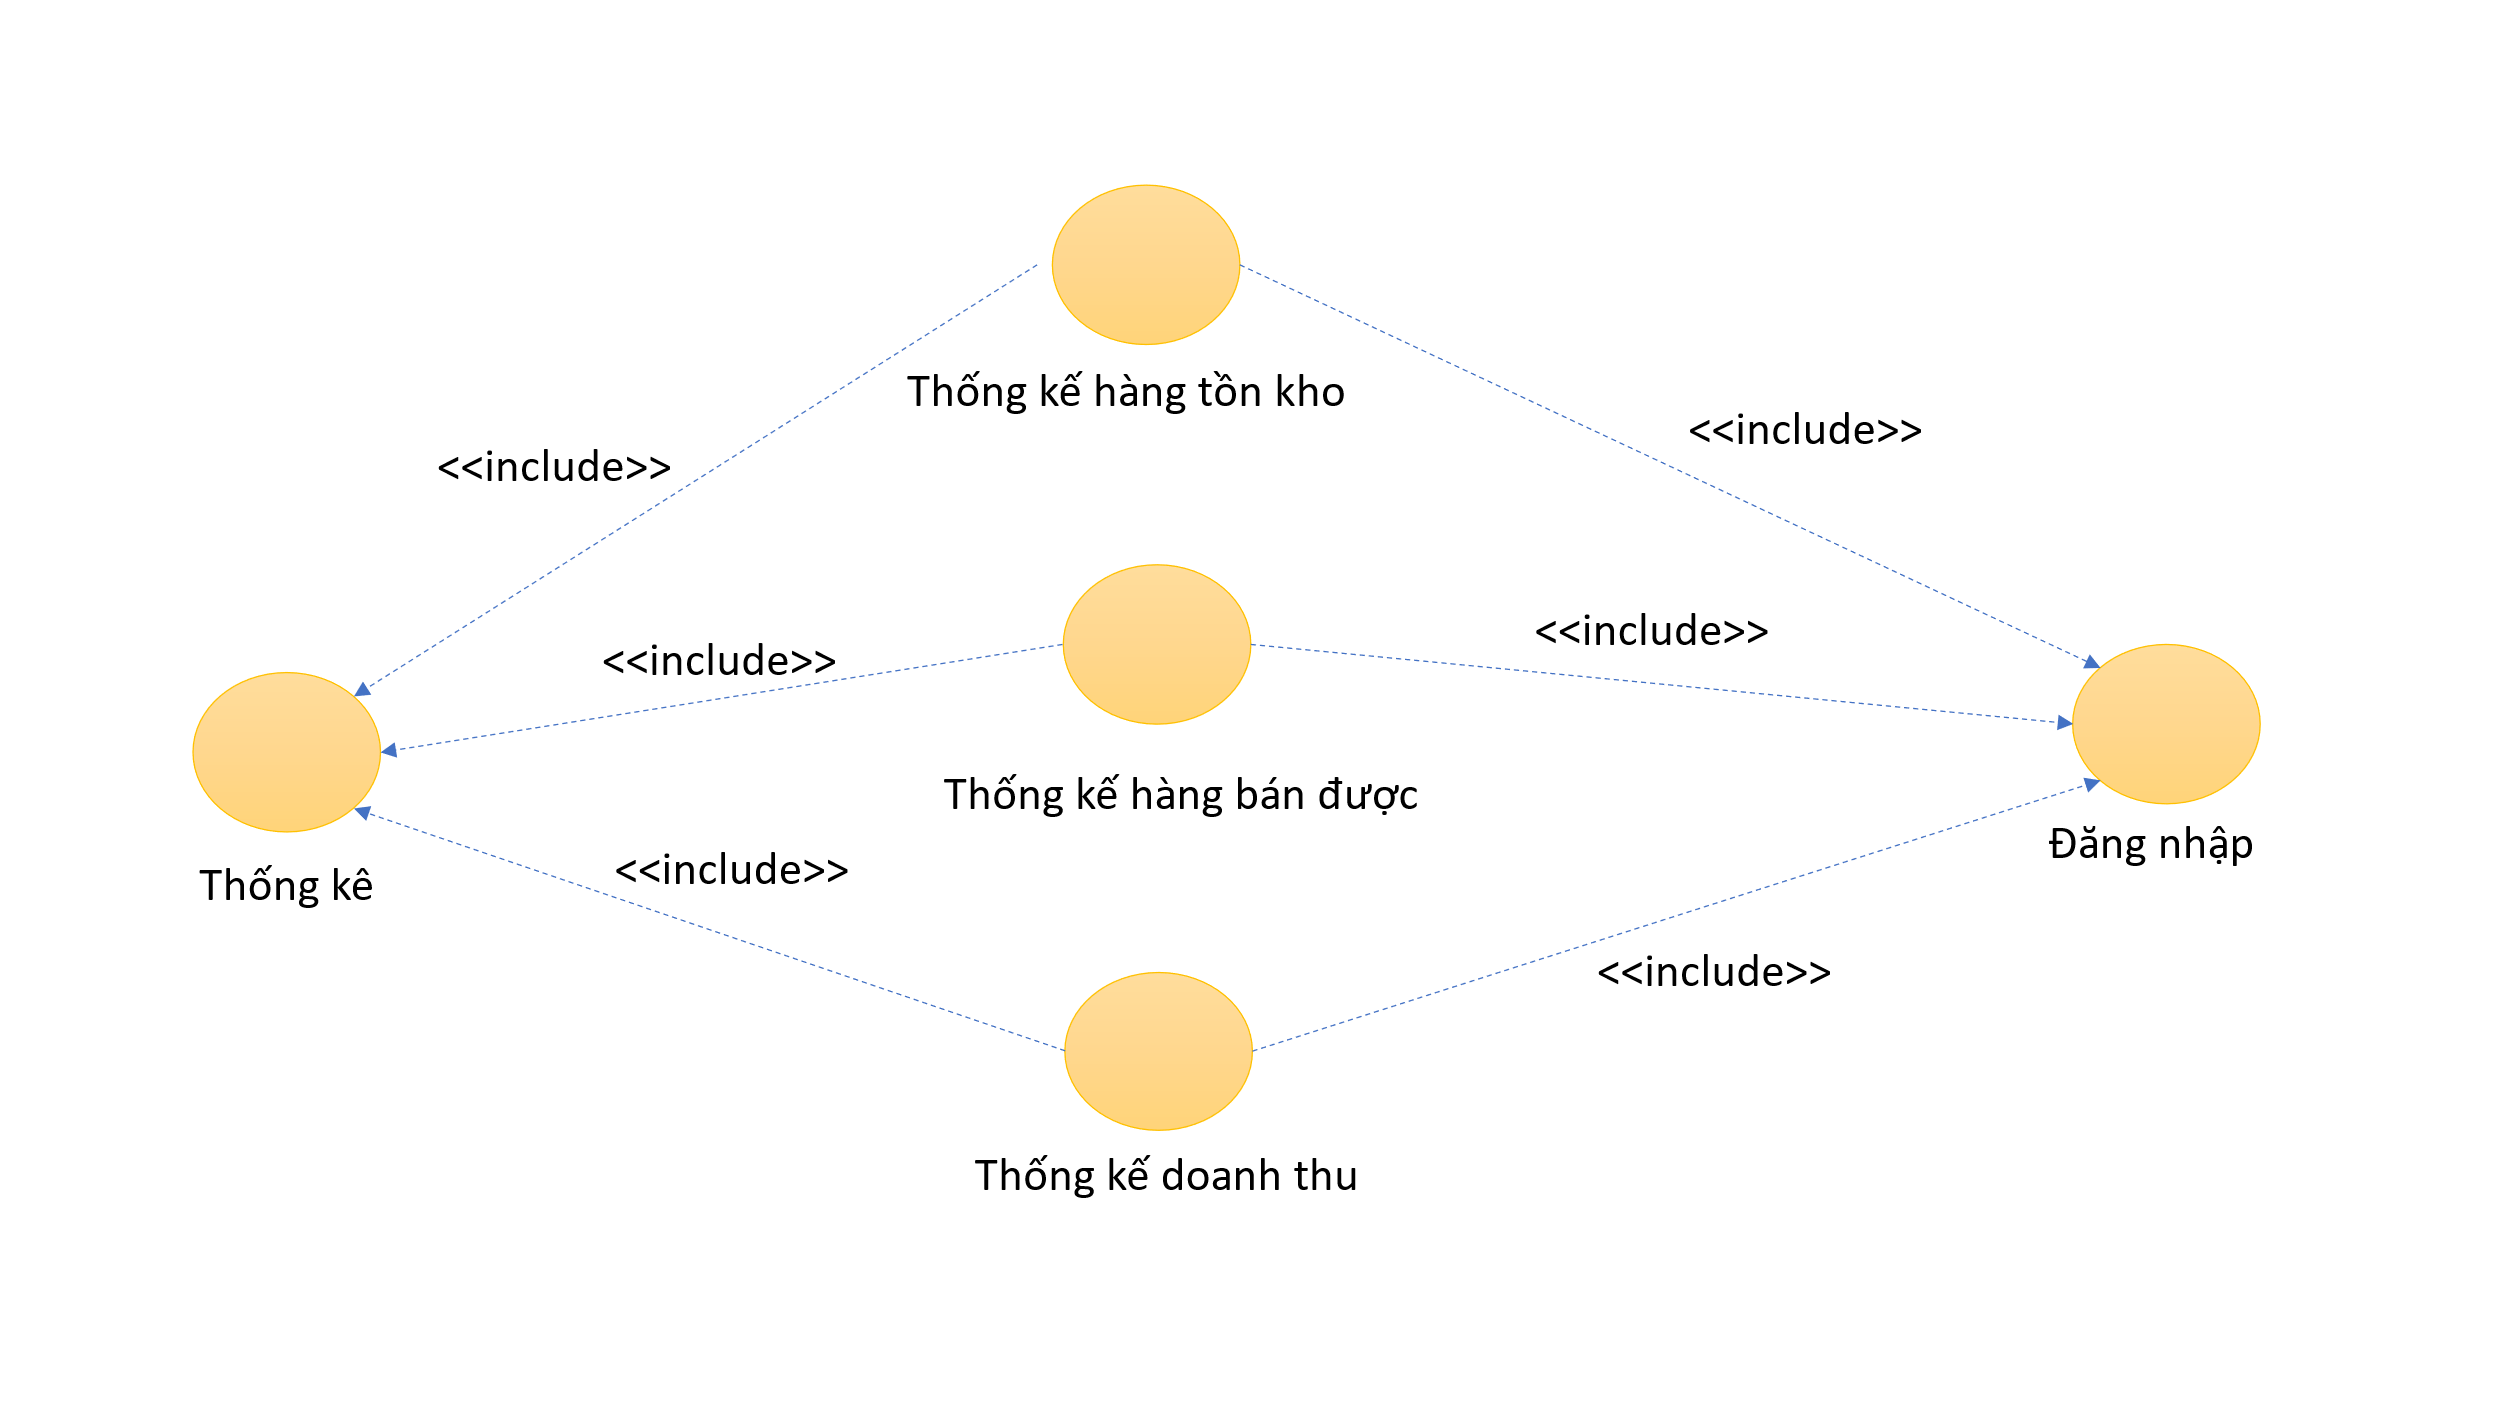 Thống kế hàng tồn kho
<<include>>
<<include>>
<<include>>
<<include>>
Thống kế hàng bán được
Đăng nhập
<<include>>
Thống kê
<<include>>
Thống kế doanh thu